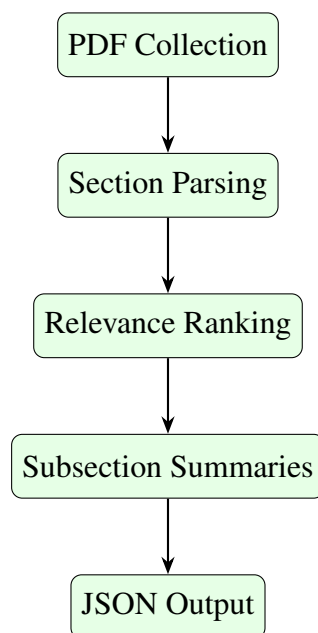 PDF Collection
Section Parsing
Relevance Ranking
Subsection Summaries
JSON Output